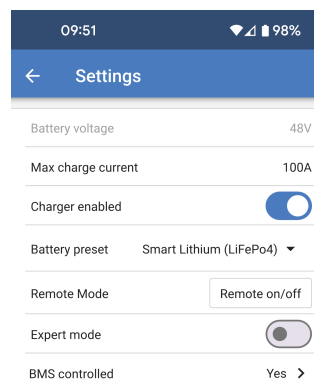 09:51 98%
Settings
Battery voltage 48V
Max charge current 100A
Charger enabled
Battery preset Smart Lithium (LiFePo4)
Remote Mode Remote on/off
Expert mode
BMS controlled Yes